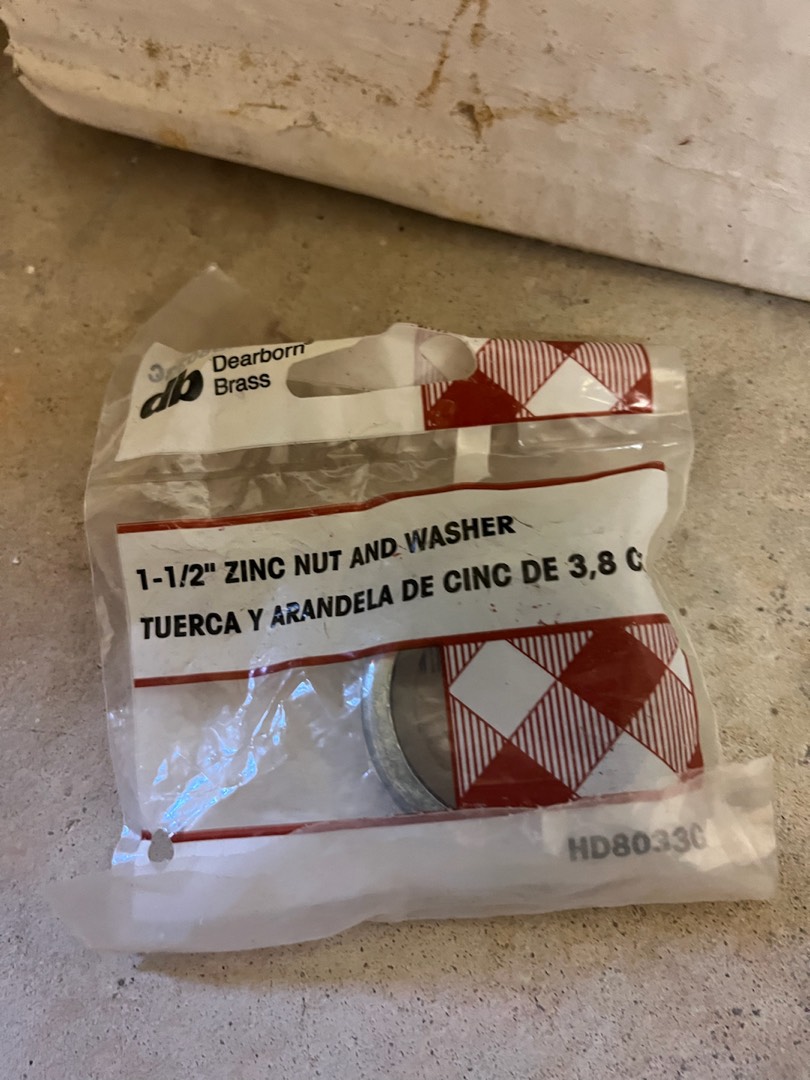 Dearborn
Brass
db
1-1/2" ZINC NUT AND WASHER
TUERCA Y ARANDELA DE CINC DE 3,8 C
HD80330